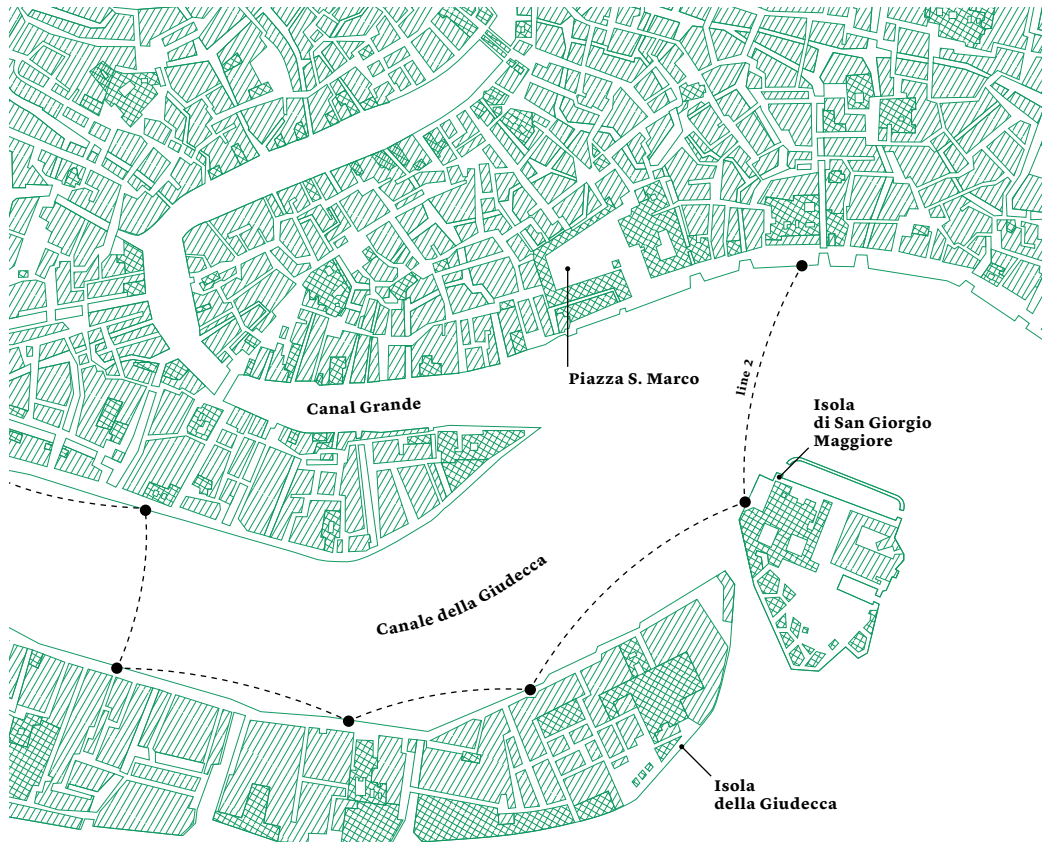 Piazza S. Marco
line 2
Canal Grande
Isola
di San Giorgio
Maggiore
Canale della Giudecca
Isola
della Giudecca